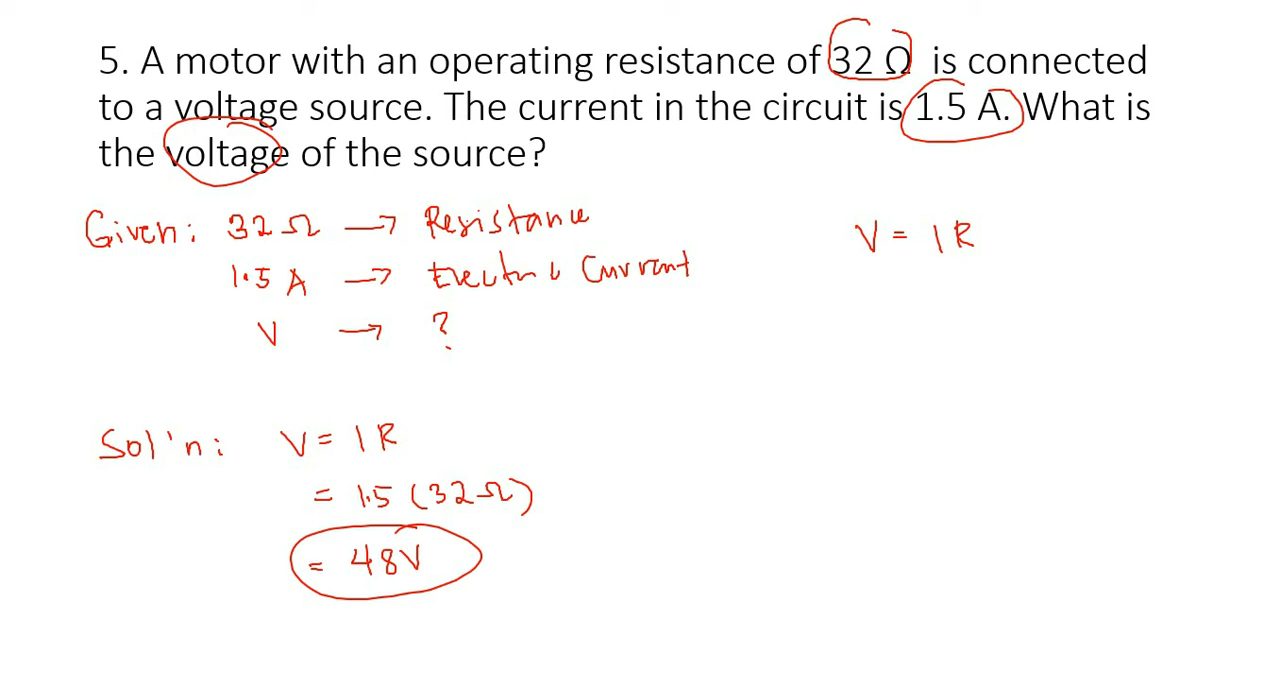 5. A motor with an operating resistance of 32 Ω is connected
to a voltage source. The current in the circuit is 1.5 A. What is
the voltage of the source?
Given: 32 Ω → Resistance
V = I R
1.5 A → Electric Current
V → ?
Sol'n: V = I R
= 1.5 (32 Ω)
= 48V